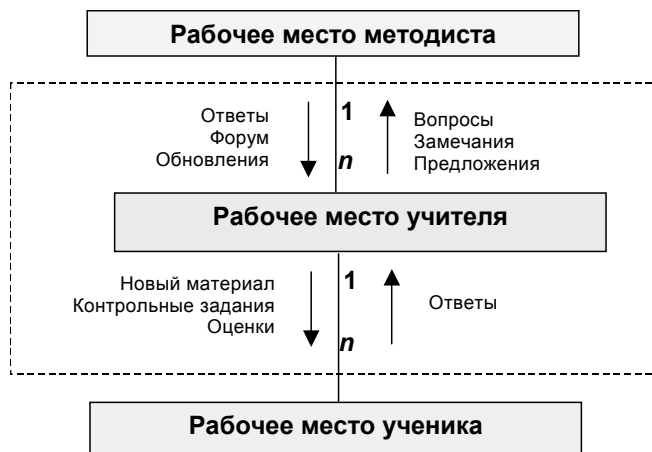 Рабочее место методиста
Ответы
Форум
Обновления
1
n
Вопросы
Замечания
Предложения
Рабочее место учителя
Новый материал
Контрольные задания
Оценки
1
n
Ответы
Рабочее место ученика